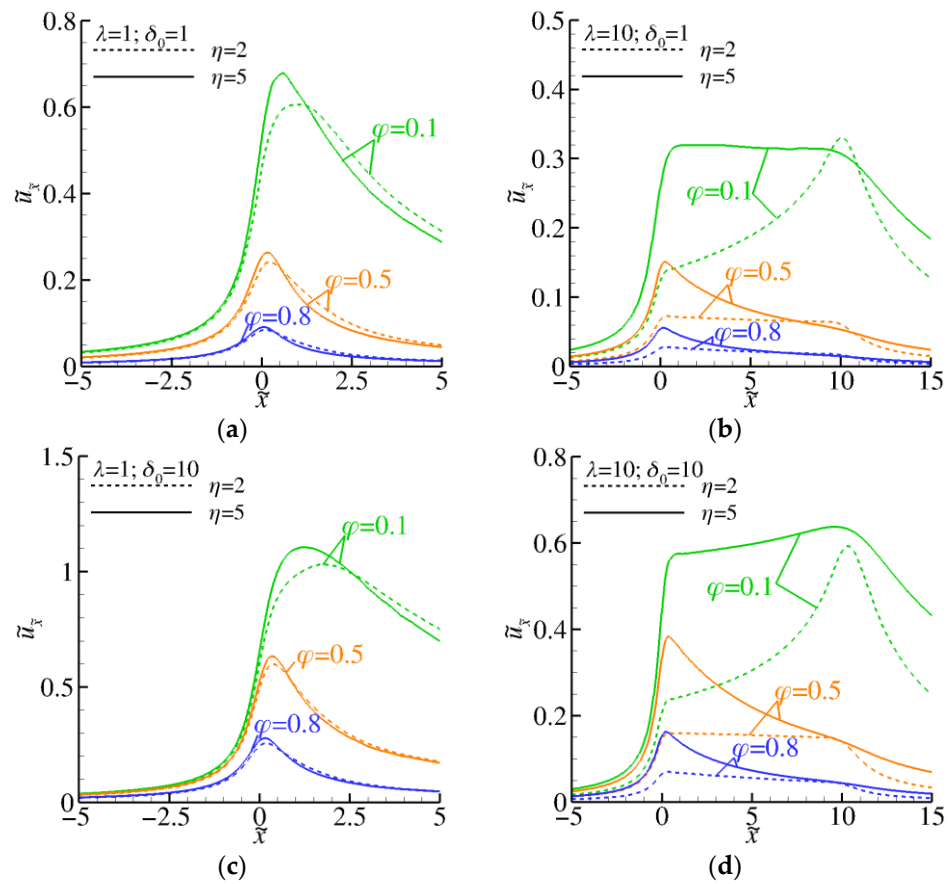 λ=1; δ₀=1
η=2
η=5
φ=0.1
φ=0.5
φ=0.8
ũₓ̃
0.8
0.6
0.4
0.2
0
−5 −2.5 0 2.5 5
x̃
(a)
λ=10; δ₀=1
η=2
η=5
φ=0.1
φ=0.5
φ=0.8
ũₓ̃
0.5
0.4
0.3
0.2
0.1
0
−5 0 5 10 15
x̃
(b)
λ=1; δ₀=10
η=2
η=5
φ=0.1
φ=0.5
φ=0.8
ũₓ̃
1.5
1
0.5
0
−5 −2.5 0 2.5 5
x̃
(c)
λ=10; δ₀=10
η=2
η=5
φ=0.1
φ=0.5
φ=0.8
ũₓ̃
0.8
0.6
0.4
0.2
0
−5 0 5 10 15
x̃
(d)